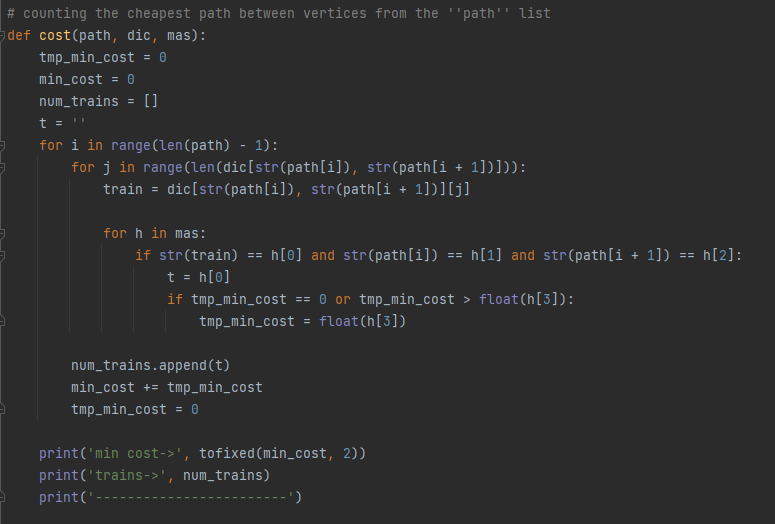 # counting the cheapest path between vertices from the ''path'' list
def cost(path, dic, mas):
    tmp_min_cost = 0
    min_cost = 0
    num_trains = []
    t = ''
    for i in range(len(path) - 1):
        for j in range(len(dic[str(path[i]), str(path[i + 1])])):
            train = dic[str(path[i]), str(path[i + 1])][j]

            for h in mas:
                if str(train) == h[0] and str(path[i]) == h[1] and str(path[i + 1]) == h[2]:
                    t = h[0]
                    if tmp_min_cost == 0 or tmp_min_cost > float(h[3]):
                        tmp_min_cost = float(h[3])

        num_trains.append(t)
        min_cost += tmp_min_cost
        tmp_min_cost = 0

    print('min cost->', tofixed(min_cost, 2))
    print('trains->', num_trains)
    print('------------------------')